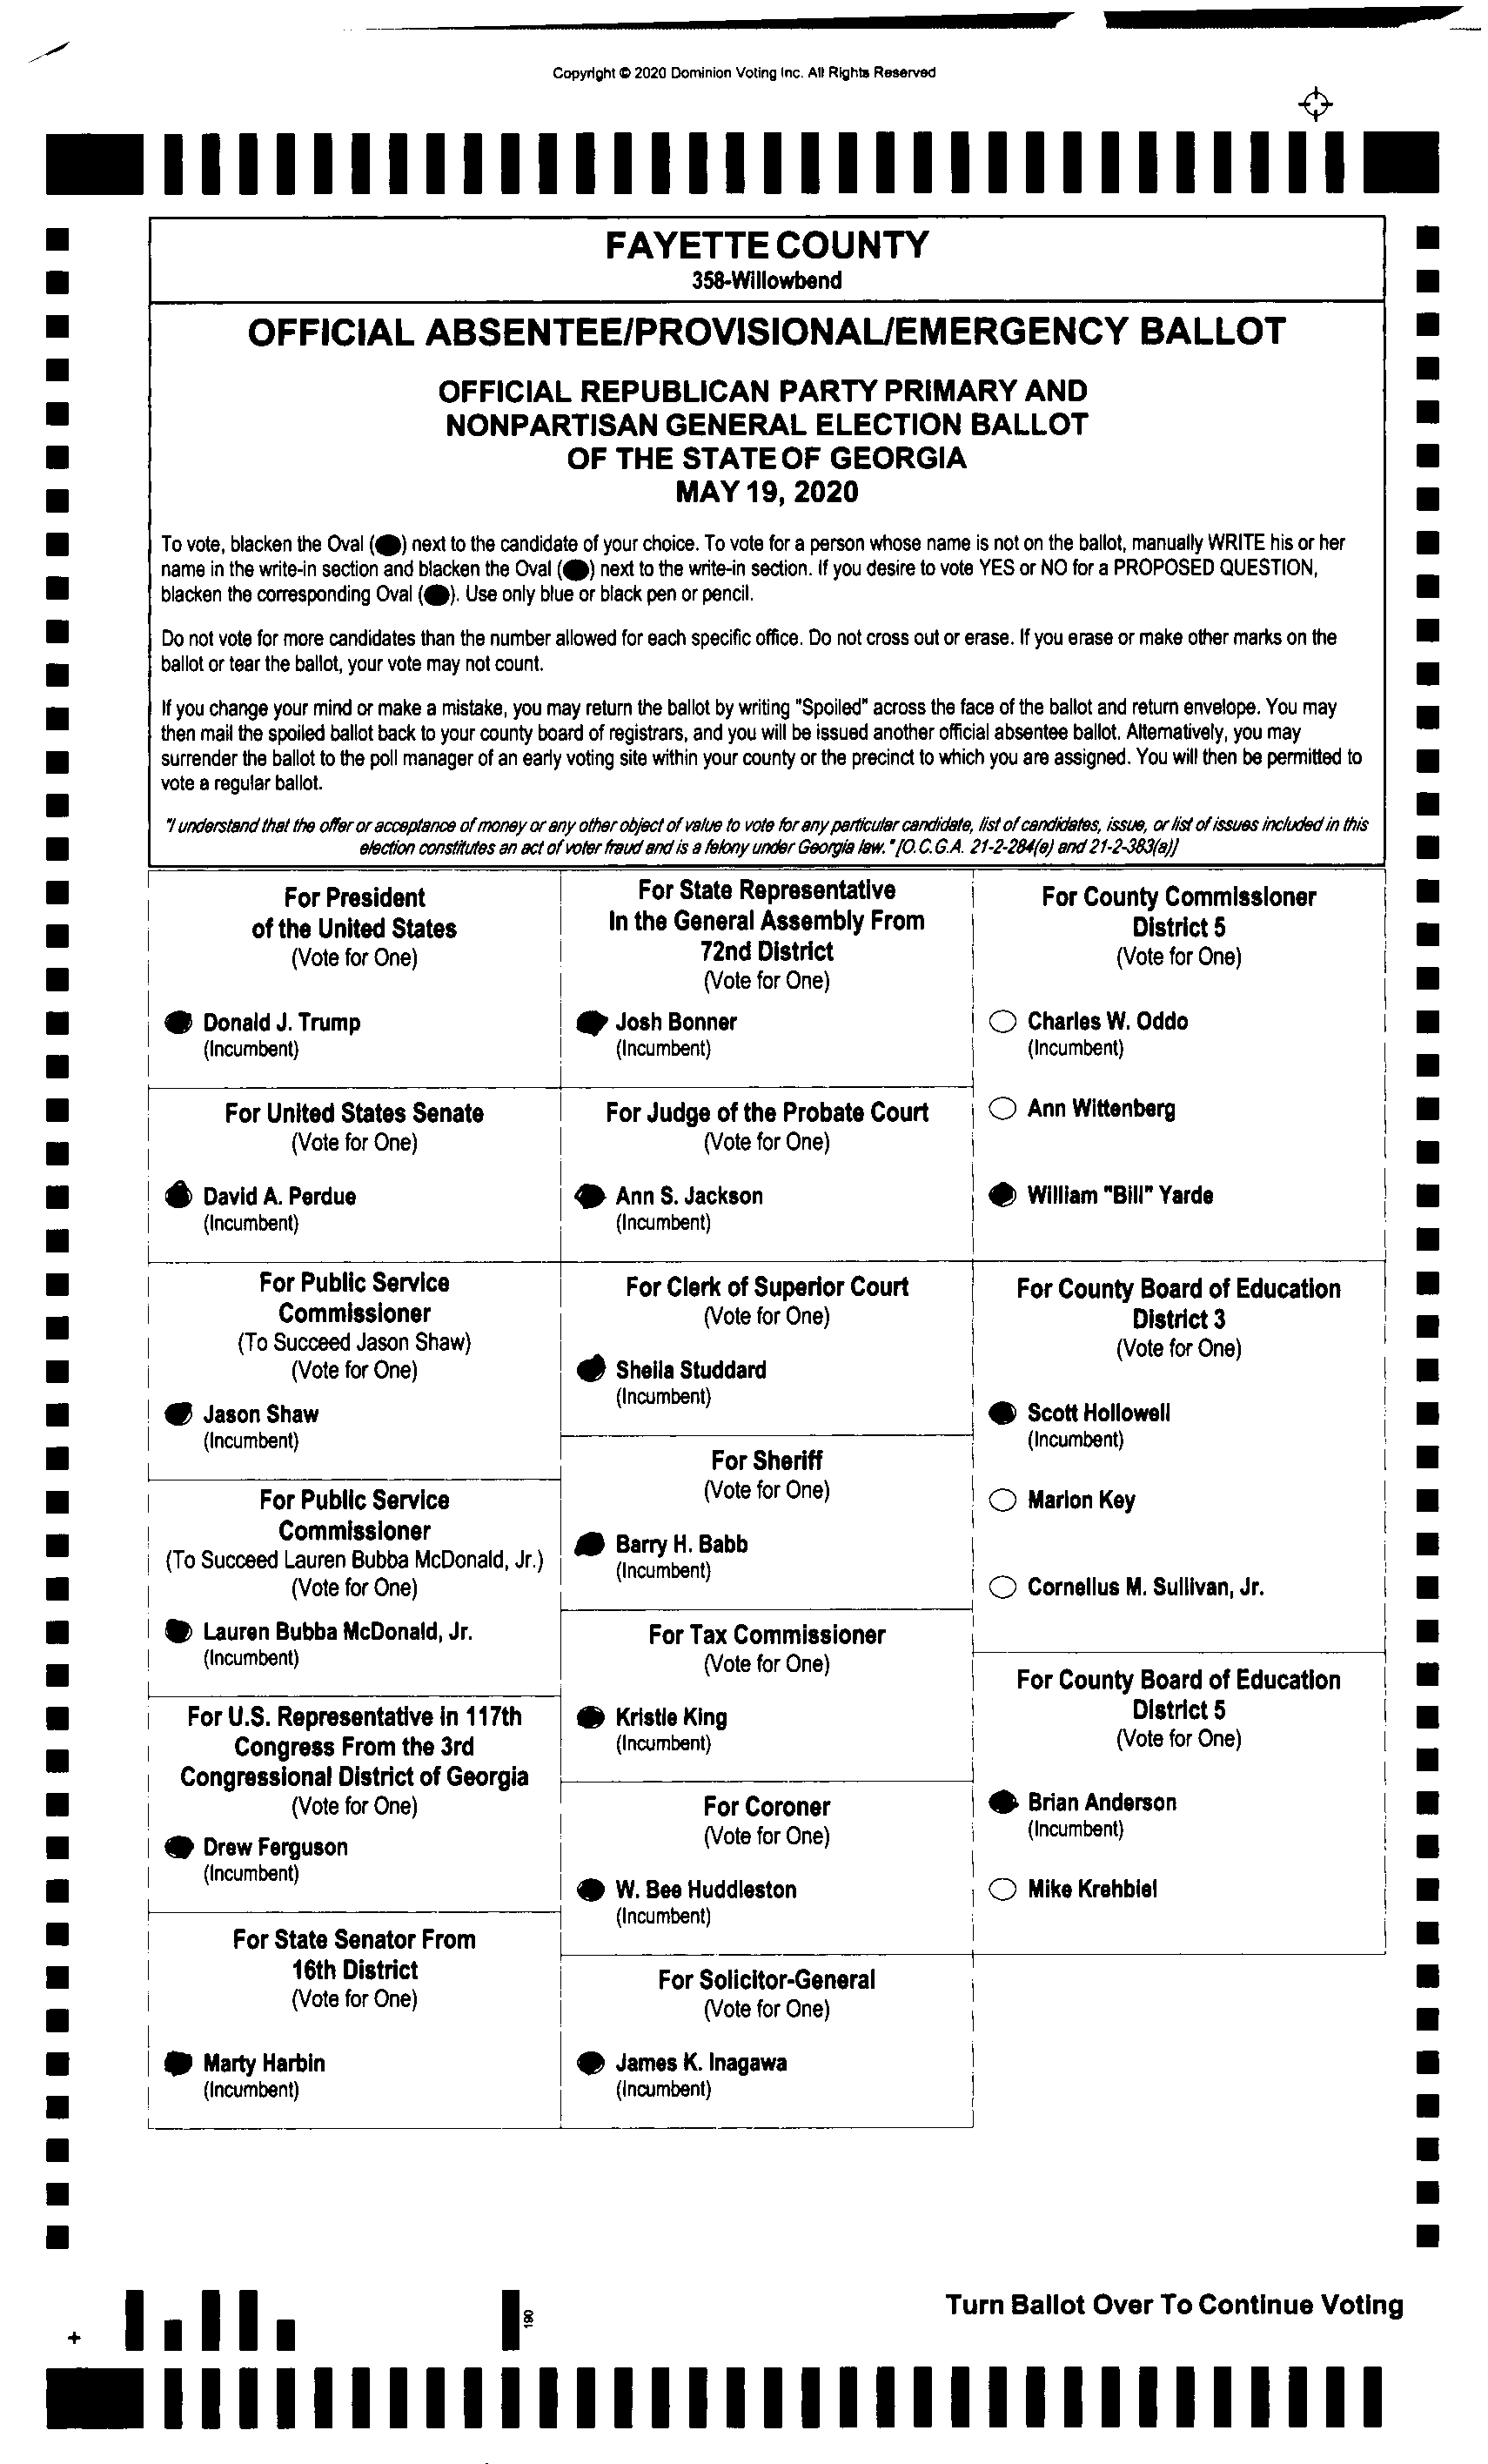 Copyright © 2020 Dominion Voting Inc. All Rights Reserved
FAYETTE COUNTY
358-Willowbend
OFFICIAL ABSENTEE/PROVISIONAL/EMERGENCY BALLOT
OFFICIAL REPUBLICAN PARTY PRIMARY AND
NONPARTISAN GENERAL ELECTION BALLOT
OF THE STATE OF GEORGIA
MAY 19, 2020
To vote, blacken the Oval (●) next to the candidate of your choice. To vote for a person whose name is not on the ballot, manually WRITE his or her
name in the write-in section and blacken the Oval (●) next to the write-in section. If you desire to vote YES or NO for a PROPOSED QUESTION,
blacken the corresponding Oval (●). Use only blue or black pen or pencil.
Do not vote for more candidates than the number allowed for each specific office. Do not cross out or erase. If you erase or make other marks on the
ballot or tear the ballot, your vote may not count.
If you change your mind or make a mistake, you may return the ballot by writing "Spoiled" across the face of the ballot and return envelope. You may
then mail the spoiled ballot back to your county board of registrars, and you will be issued another official absentee ballot. Alternatively, you may
surrender the ballot to the poll manager of an early voting site within your county or the precinct to which you are assigned. You will then be permitted to
vote a regular ballot.
"I understand that the offer or acceptance of money or any other object of value to vote for any particular candidate, list of candidates, issue, or list of issues included in this
election constitutes an act of voter fraud and is a felony under Georgia law." [O.C.G.A. 21-2-284(e) and 21-2-383(a)]
For President
of the United States
(Vote for One)
Donald J. Trump
(Incumbent)
For United States Senate
(Vote for One)
David A. Perdue
(Incumbent)
For Public Service
Commissioner
(To Succeed Jason Shaw)
(Vote for One)
Jason Shaw
(Incumbent)
For Public Service
Commissioner
(To Succeed Lauren Bubba McDonald, Jr.)
(Vote for One)
Lauren Bubba McDonald, Jr.
(Incumbent)
For U.S. Representative in 117th
Congress From the 3rd
Congressional District of Georgia
(Vote for One)
Drew Ferguson
(Incumbent)
For State Senator From
16th District
(Vote for One)
Marty Harbin
(Incumbent)
For State Representative
In the General Assembly From
72nd District
(Vote for One)
Josh Bonner
(Incumbent)
For Judge of the Probate Court
(Vote for One)
Ann S. Jackson
(Incumbent)
For Clerk of Superior Court
(Vote for One)
Sheila Studdard
(Incumbent)
For Sheriff
(Vote for One)
Barry H. Babb
(Incumbent)
For Tax Commissioner
(Vote for One)
Kristie King
(Incumbent)
For Coroner
(Vote for One)
W. Bee Huddleston
(Incumbent)
For Solicitor-General
(Vote for One)
James K. Inagawa
(Incumbent)
For County Commissioner
District 5
(Vote for One)
Charles W. Oddo
(Incumbent)
Ann Wittenberg
William "Bill" Yarde
For County Board of Education
District 3
(Vote for One)
Scott Hollowell
(Incumbent)
Marion Key
Cornelius M. Sullivan, Jr.
For County Board of Education
District 5
(Vote for One)
Brian Anderson
(Incumbent)
Mike Krehbiel
Turn Ballot Over To Continue Voting
190